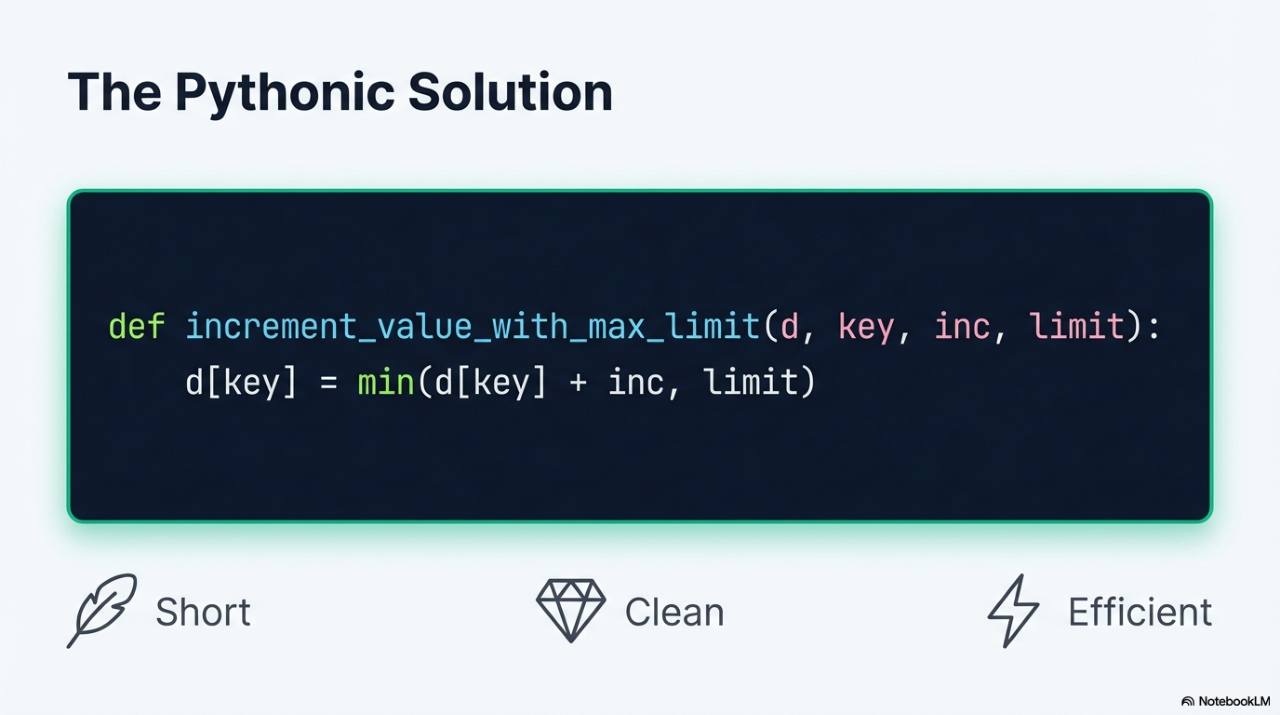 The Pythonic Solution
def increment_value_with_max_limit(d, key, inc, limit):
    d[key] = min(d[key] + inc, limit)
Short
Clean
Efficient
NotebookLM